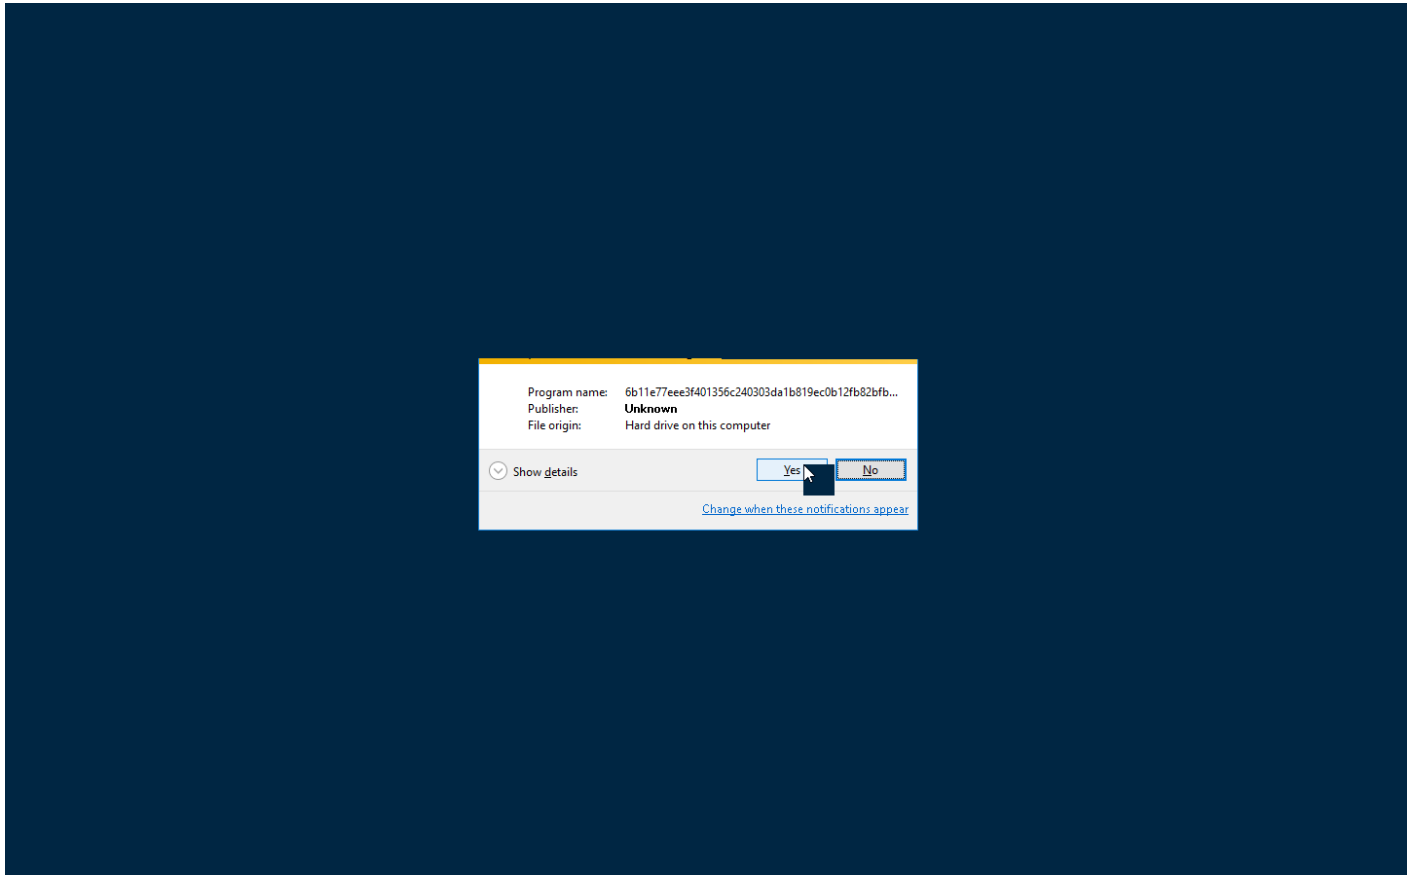 Program name: 6b11e77eee3f401356c240303da1b819ec0b12fb82bfb...
Publisher: Unknown
File origin: Hard drive on this computer
Show details Yes No
Change when these notifications appear